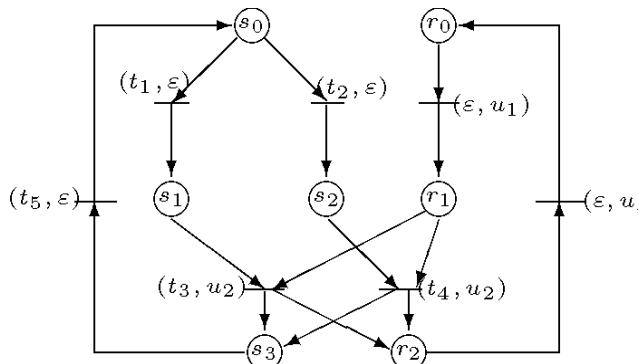 s₀ r₀
(t₁, ε) (t₂, ε) (ε, u₁)
(t₅, ε) s₁ s₂ r₁ (ε, u
(t₃, u₂) (t₄, u₂)
s₃ r₂